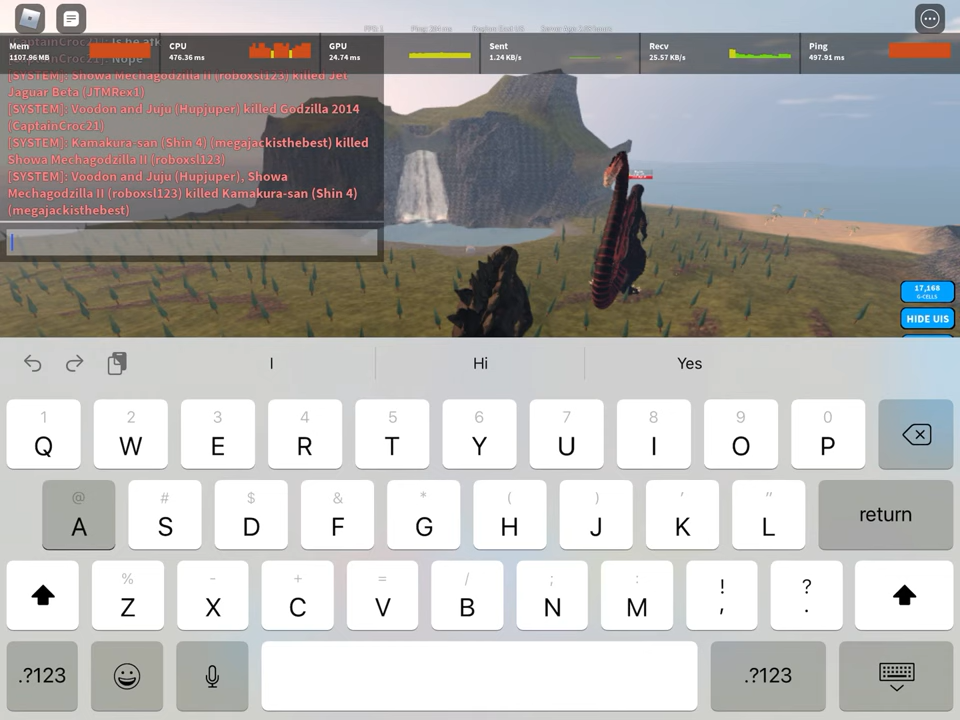 Mem
1107.96 MB
CPU
476.36 ms
GPU
24.74 ms
Sent
1.24 KB/s
Recv
25.57 KB/s
Ping
497.91 ms
Nope
[SYSTEM]: Showa Mechagodzilla II (roboxsl123) killed Jet
Jaguar Beta (JTMRex1)
[SYSTEM]: Voodon and Juju (Hupjuper) killed Godzilla 2014
(CaptainCroc21)
[SYSTEM]: Kamakura-san (Shin 4) (megajackisthebest) killed
Showa Mechagodzilla II (roboxsl123)
[SYSTEM]: Voodon and Juju (Hupjuper), Showa
Mechagodzilla II (roboxsl123) killed Kamakura-san (Shin 4)
(megajackisthebest)
17,168
G-CELLS
HIDE UIS
I Hi Yes
1 2 3 4 5 6 7 8 9 0
Q W E R T Y U I O P
@ # $ & * ( ) ' "
A S D F G H J K L return
% - + = / ; : ! ?
Z X C V B N M , .
.?123 .?123